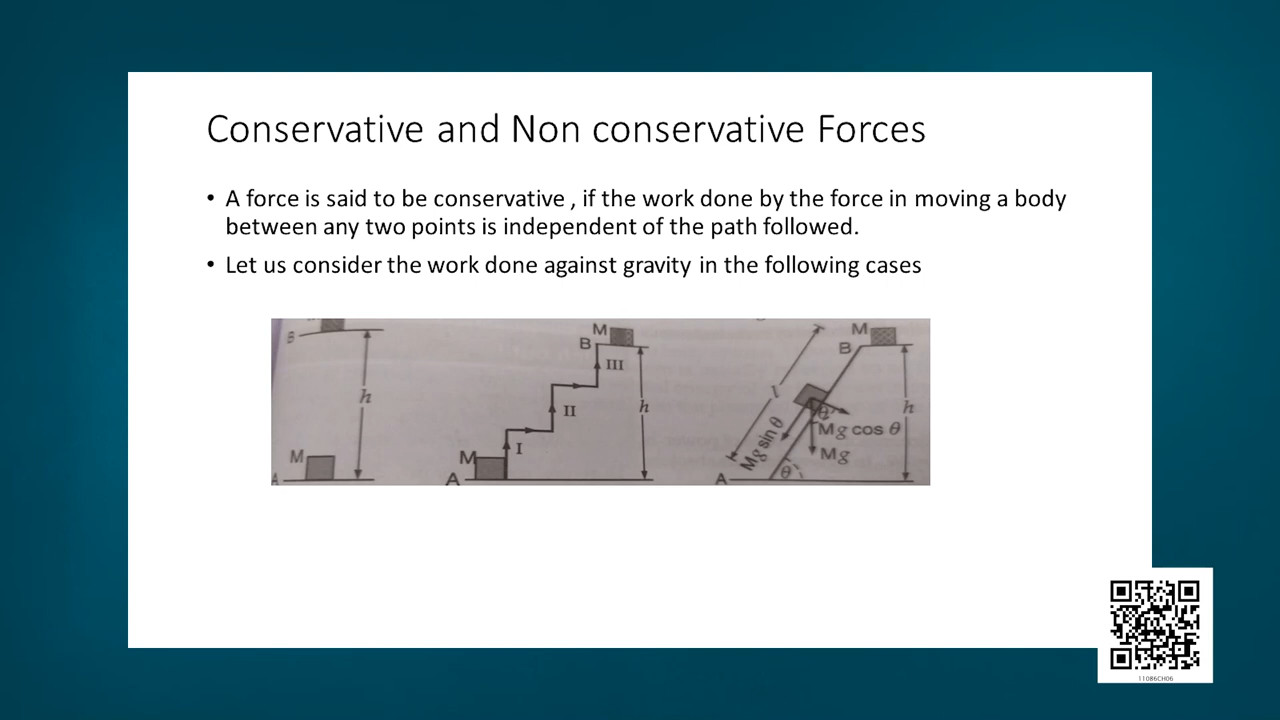 Conservative and Non conservative Forces
• A force is said to be conservative , if the work done by the force in moving a body
between any two points is independent of the path followed.
• Let us consider the work done against gravity in the following cases
B
h
M
A
M
B
III
II
h
I
M
A
M
B
l
h
θ
Mg sin θ
Mg cos θ
Mg
θ
A
11086CH06